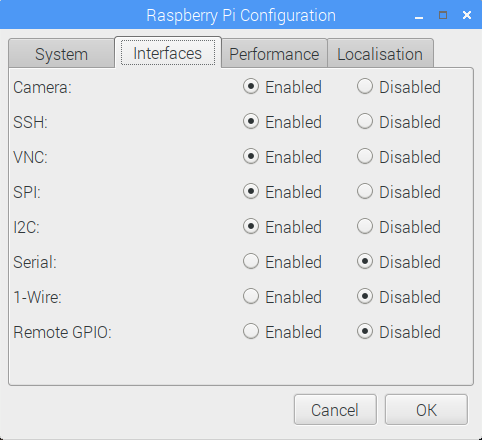 Raspberry Pi Configuration
System Interfaces Performance Localisation
Camera: Enabled Disabled
SSH: Enabled Disabled
VNC: Enabled Disabled
SPI: Enabled Disabled
I2C: Enabled Disabled
Serial: Enabled Disabled
1-Wire: Enabled Disabled
Remote GPIO: Enabled Disabled
Cancel OK